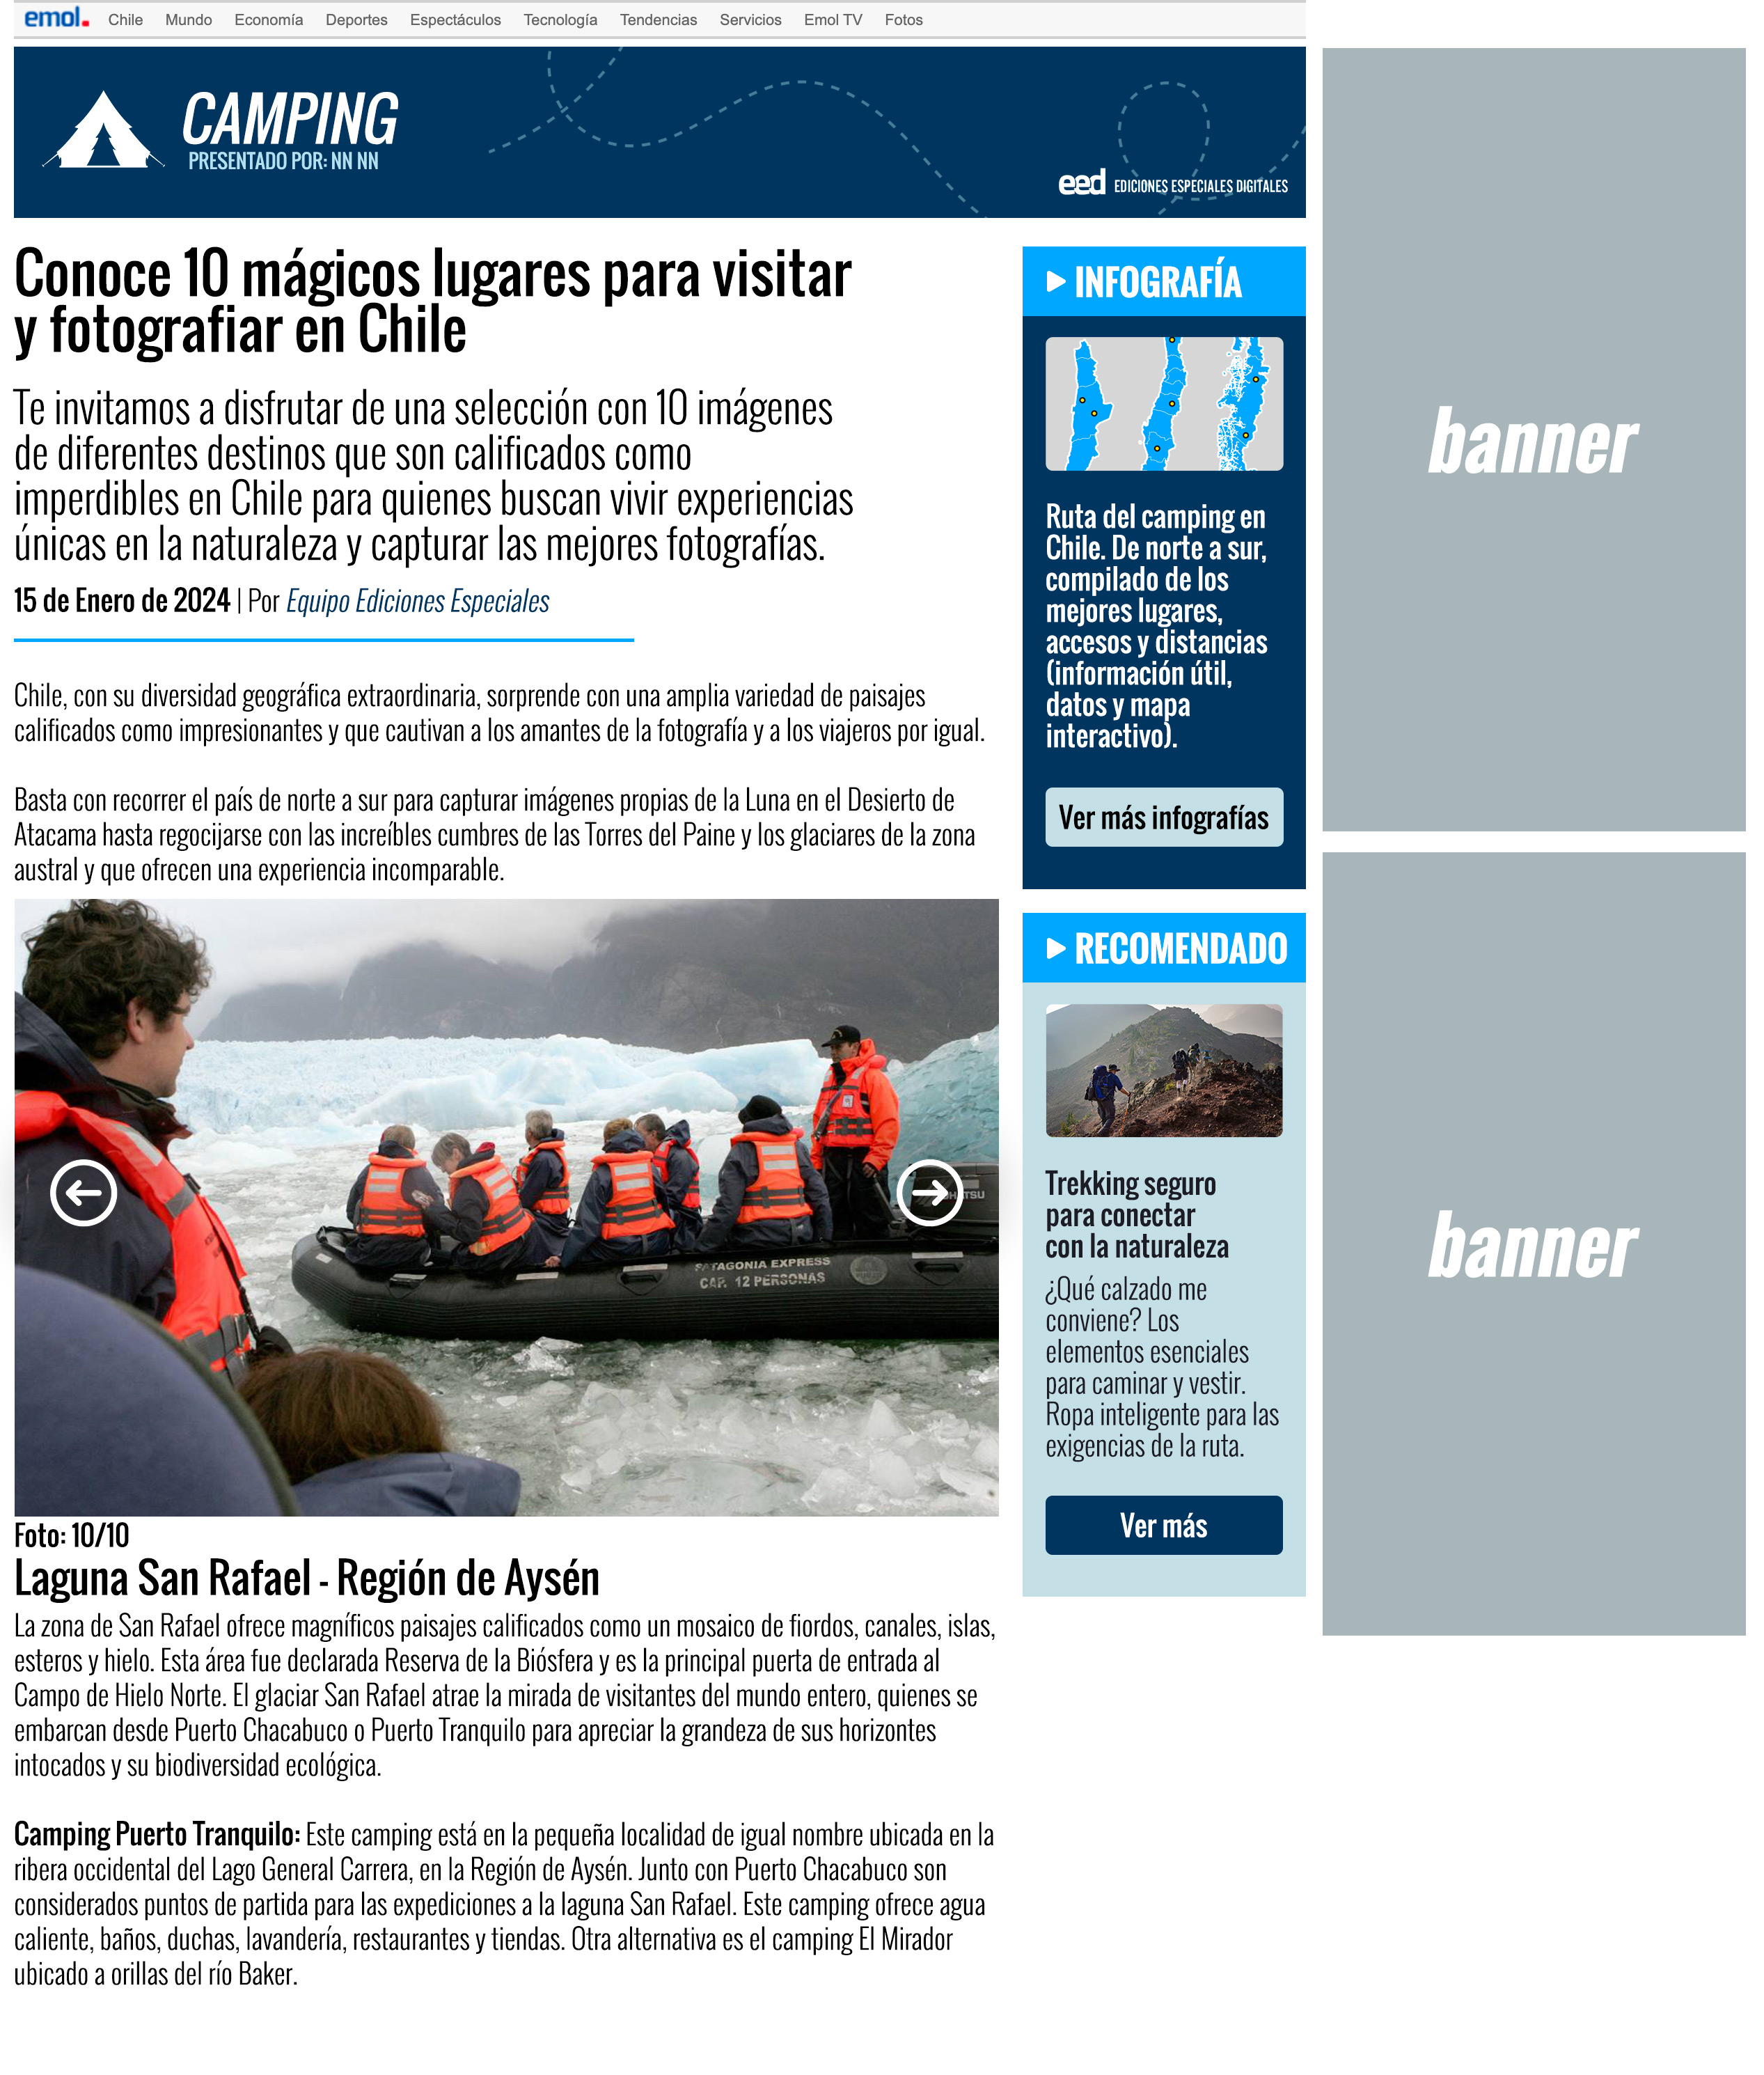 emol. Chile Mundo Economía Deportes Espectáculos Tecnología Tendencias Servicios Emol TV Fotos
CAMPING
PRESENTADO POR: NN NN
eed EDICIONES ESPECIALES DIGITALES
Conoce 10 mágicos lugares para visitar
y fotografiar en Chile
Te invitamos a disfrutar de una selección con 10 imágenes
de diferentes destinos que son calificados como
imperdibles en Chile para quienes buscan vivir experiencias
únicas en la naturaleza y capturar las mejores fotografías.
15 de Enero de 2024 | Por Equipo Ediciones Especiales
Chile, con su diversidad geográfica extraordinaria, sorprende con una amplia variedad de paisajes
calificados como impresionantes y que cautivan a los amantes de la fotografía y a los viajeros por igual.
Basta con recorrer el país de norte a sur para capturar imágenes propias de la Luna en el Desierto de
Atacama hasta regocijarse con las increíbles cumbres de las Torres del Paine y los glaciares de la zona
austral y que ofrecen una experiencia incomparable.
PATAGONIA EXPRESS
CAP. 12 PERSONAS
Foto: 10/10
Laguna San Rafael - Región de Aysén
La zona de San Rafael ofrece magníficos paisajes calificados como un mosaico de fiordos, canales, islas,
esteros y hielo. Esta área fue declarada Reserva de la Biósfera y es la principal puerta de entrada al
Campo de Hielo Norte. El glaciar San Rafael atrae la mirada de visitantes del mundo entero, quienes se
embarcan desde Puerto Chacabuco o Puerto Tranquilo para apreciar la grandeza de sus horizontes
intocados y su biodiversidad ecológica.
Camping Puerto Tranquilo: Este camping está en la pequeña localidad de igual nombre ubicada en la
ribera occidental del Lago General Carrera, en la Región de Aysén. Junto con Puerto Chacabuco son
considerados puntos de partida para las expediciones a la laguna San Rafael. Este camping ofrece agua
caliente, baños, duchas, lavandería, restaurantes y tiendas. Otra alternativa es el camping El Mirador
ubicado a orillas del río Baker.
INFOGRAFÍA
Ruta del camping en
Chile. De norte a sur,
compilado de los
mejores lugares,
accesos y distancias
(información útil,
datos y mapa
interactivo).
Ver más infografías
RECOMENDADO
Trekking seguro
para conectar
con la naturaleza
¿Qué calzado me
conviene? Los
elementos esenciales
para caminar y vestir.
Ropa inteligente para las
exigencias de la ruta.
Ver más
banner
banner